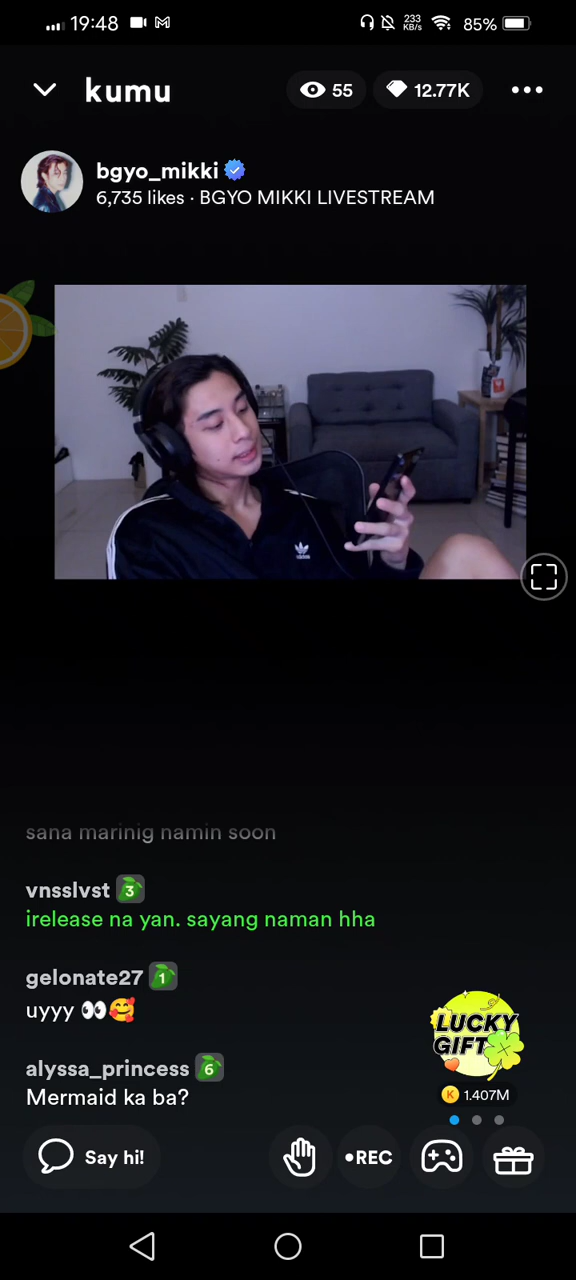 19:48
233
KB/s
85%
kumu
55
12.77K
bgyo_mikki
6,735 likes · BGYO MIKKI LIVESTREAM
adidas
sana marinig namin soon
vnsslvst 3
irelease na yan. sayang naman hha
gelonate27 1
uyyy 👀🥰
alyssa_princess 6
Mermaid ka ba?
LUCKY
GIFT
K 1.407M
Say hi!
•REC